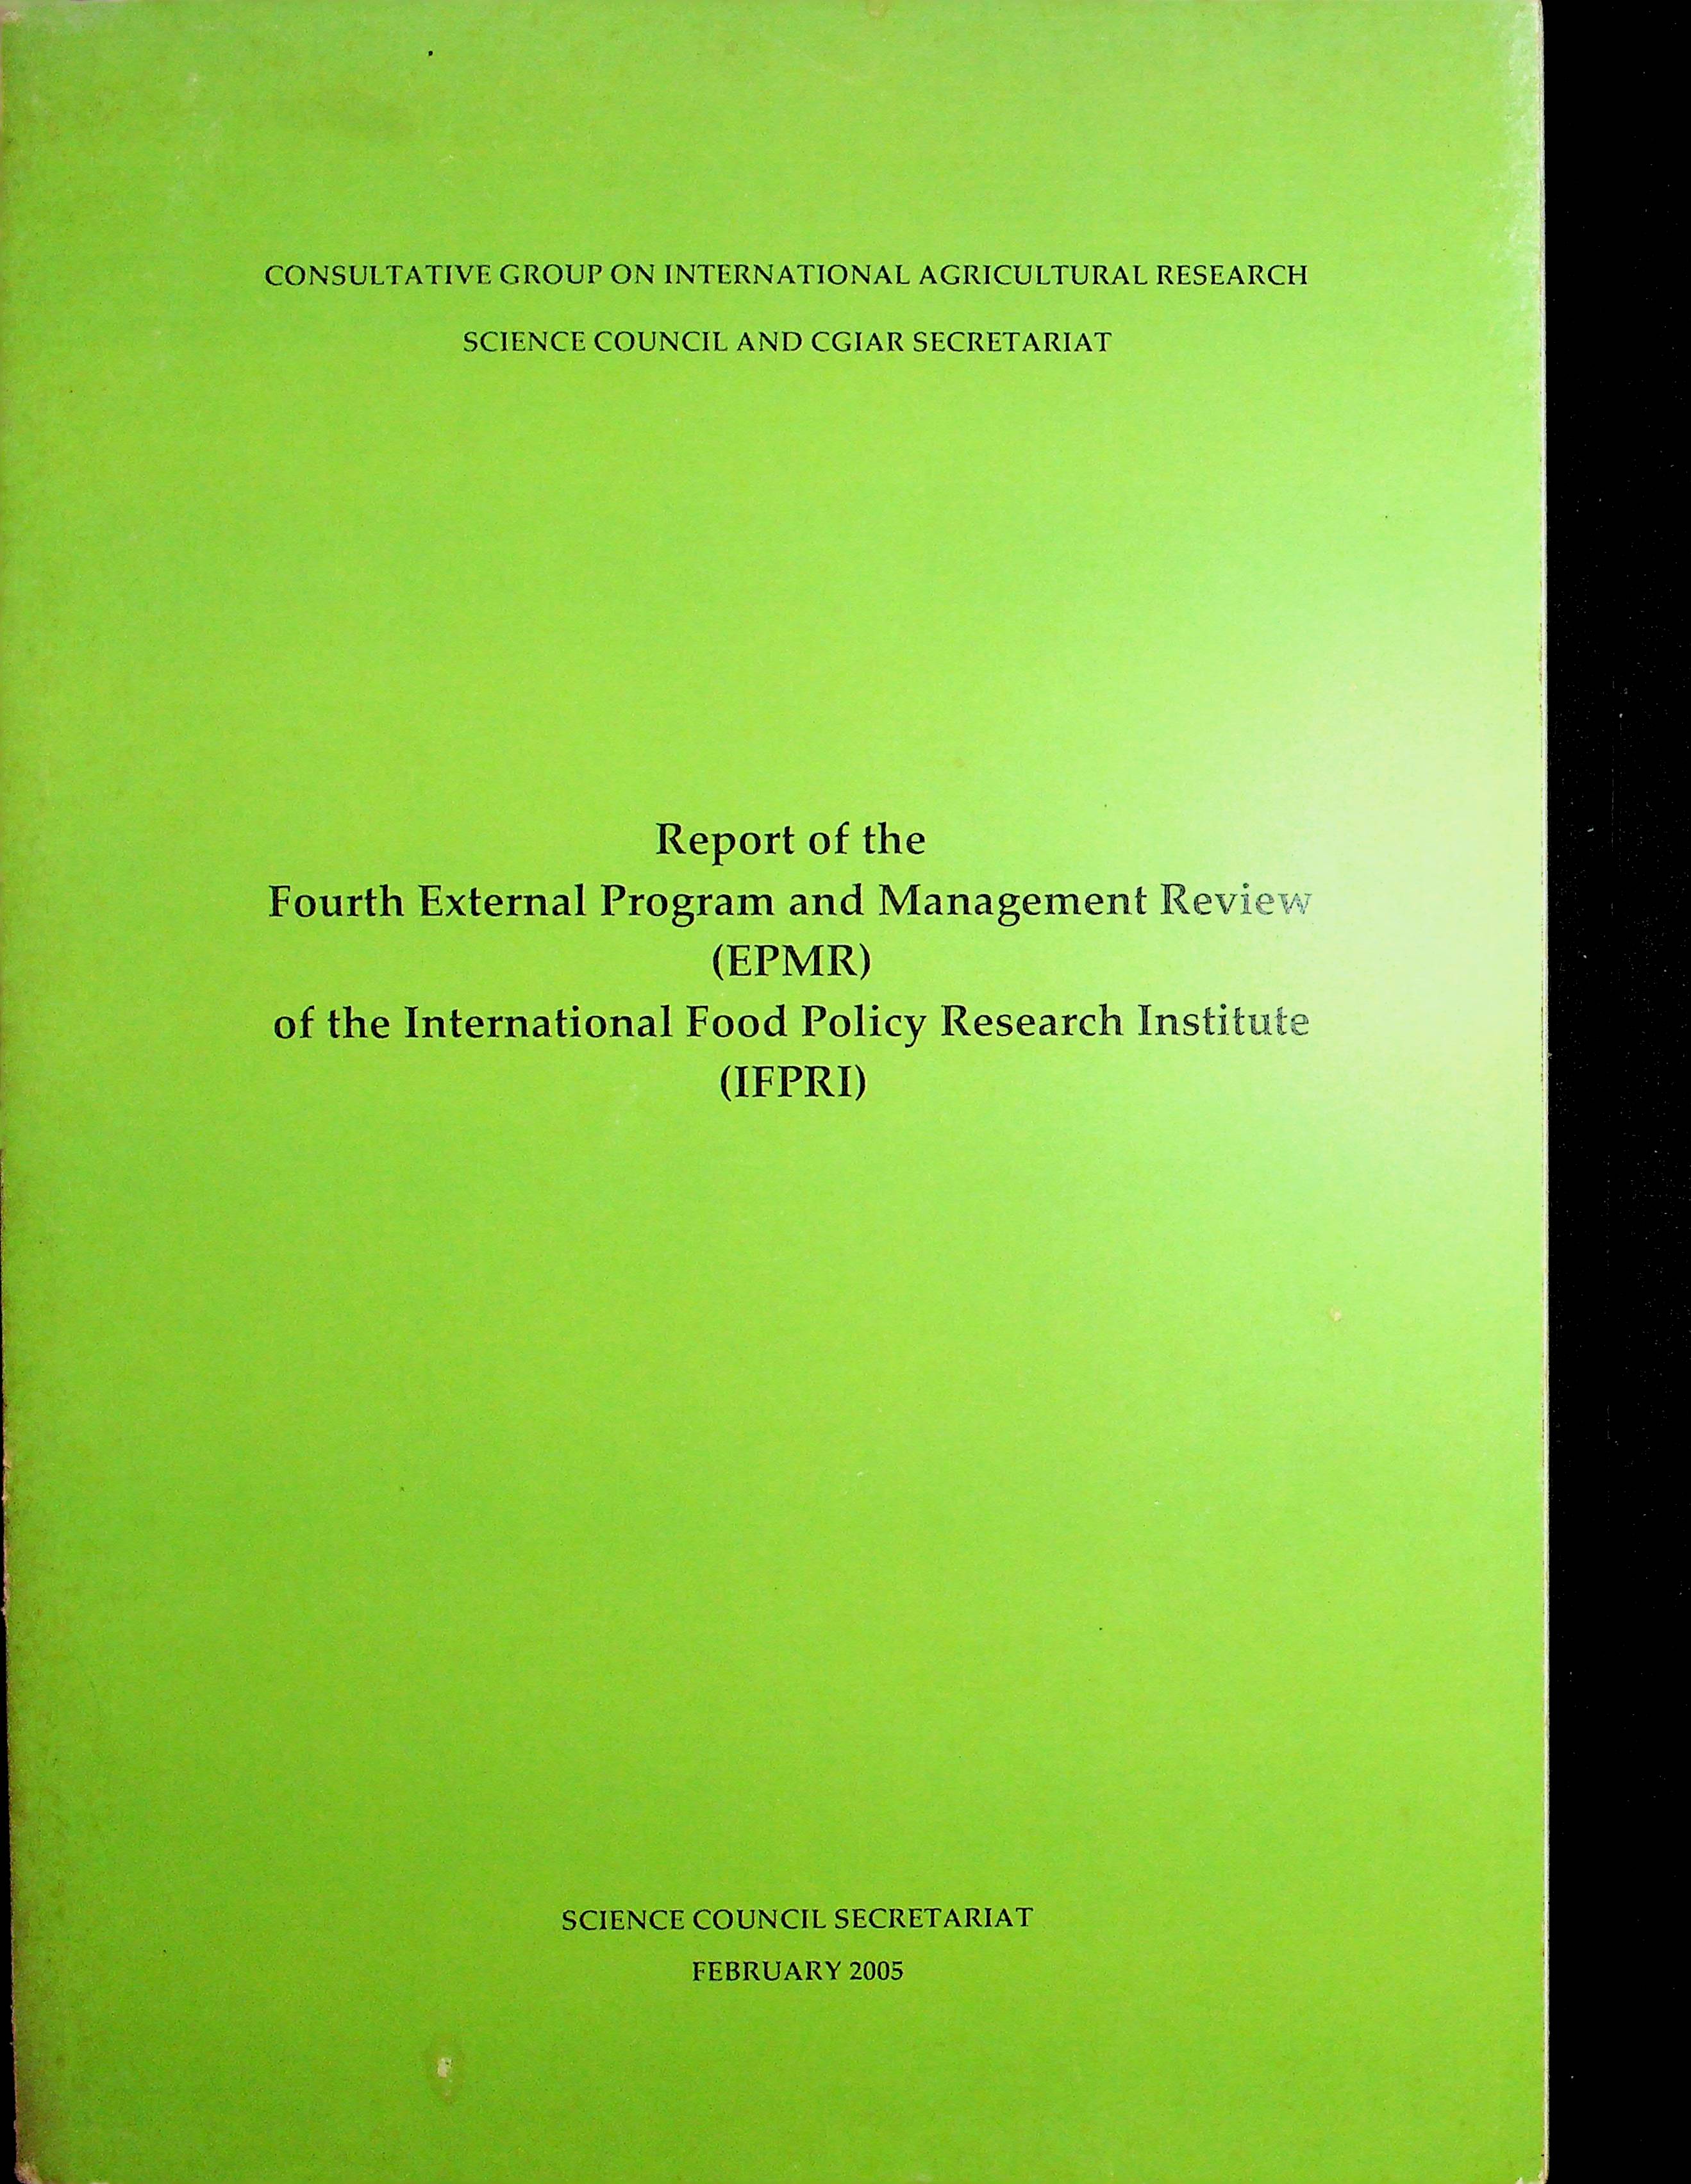 CONSULTATIVE GROUP ON INTERNATIONAL AGRICULTURAL RESEARCH
SCIENCE COUNCIL AND CGIAR SECRETARIAT
Report of the
Fourth External Program and Management Review
(EPMR)
of the International Food Policy Research Institute
(IFPRI)
SCIENCE COUNCIL SECRETARIAT
FEBRUARY 2005